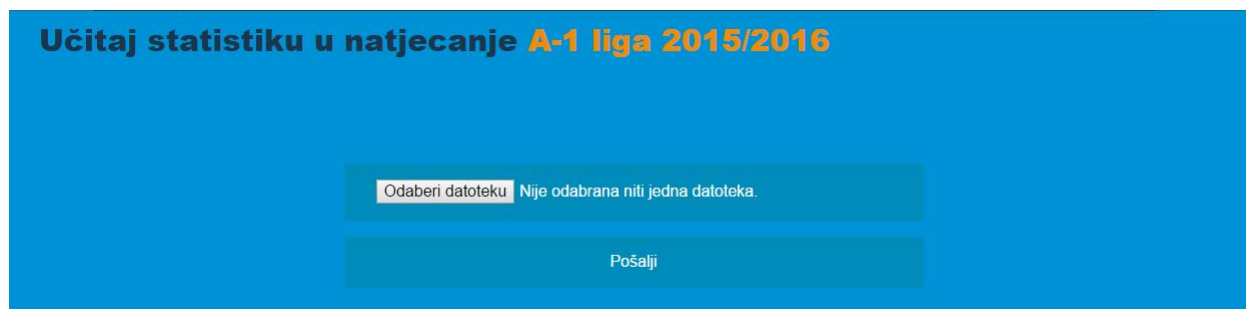 Učitaj statistiku u natjecanje A-1 liga 2015/2016
Odaberi datoteku Nije odabrana niti jedna datoteka.
Pošalji